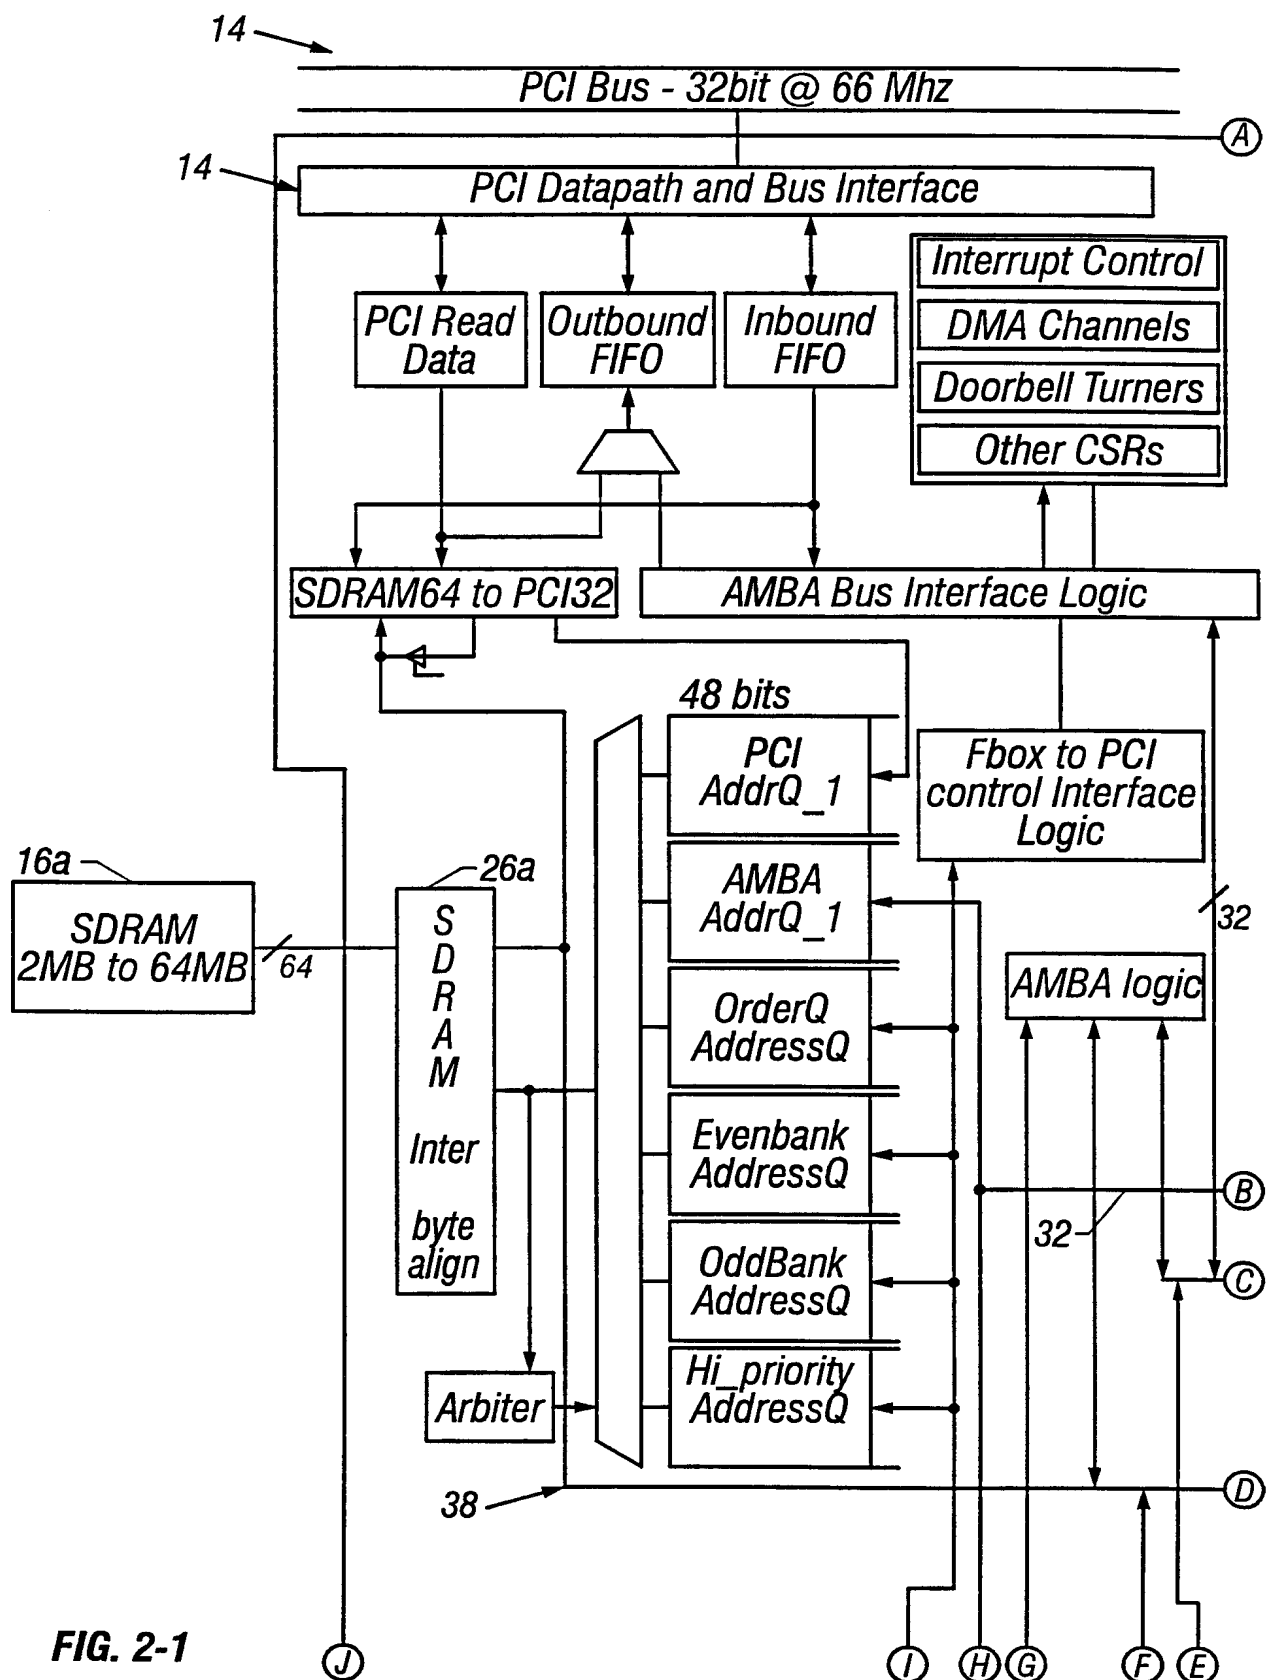 14
PCI Bus - 32bit @ 66 Mhz
A
14
PCI Datapath and Bus Interface
Interrupt Control
DMA Channels
Doorbell Turners
Other CSRs
PCI Read
Data
Outbound
FIFO
Inbound
FIFO
SDRAM64 to PCI32
AMBA Bus Interface Logic
48 bits
PCI
AddrQ_1
Fbox to PCI
control Interface
Logic
16a
SDRAM
2MB to 64MB
64
26a
S
D
R
A
M
Inter
byte
align
AMBA
AddrQ_1
32
AMBA logic
OrderQ
AddressQ
Evenbank
AddressQ
B
32
OddBank
AddressQ
C
Hi_priority
AddressQ
Arbiter
38
D
FIG. 2-1
J
I
H
G
F
E